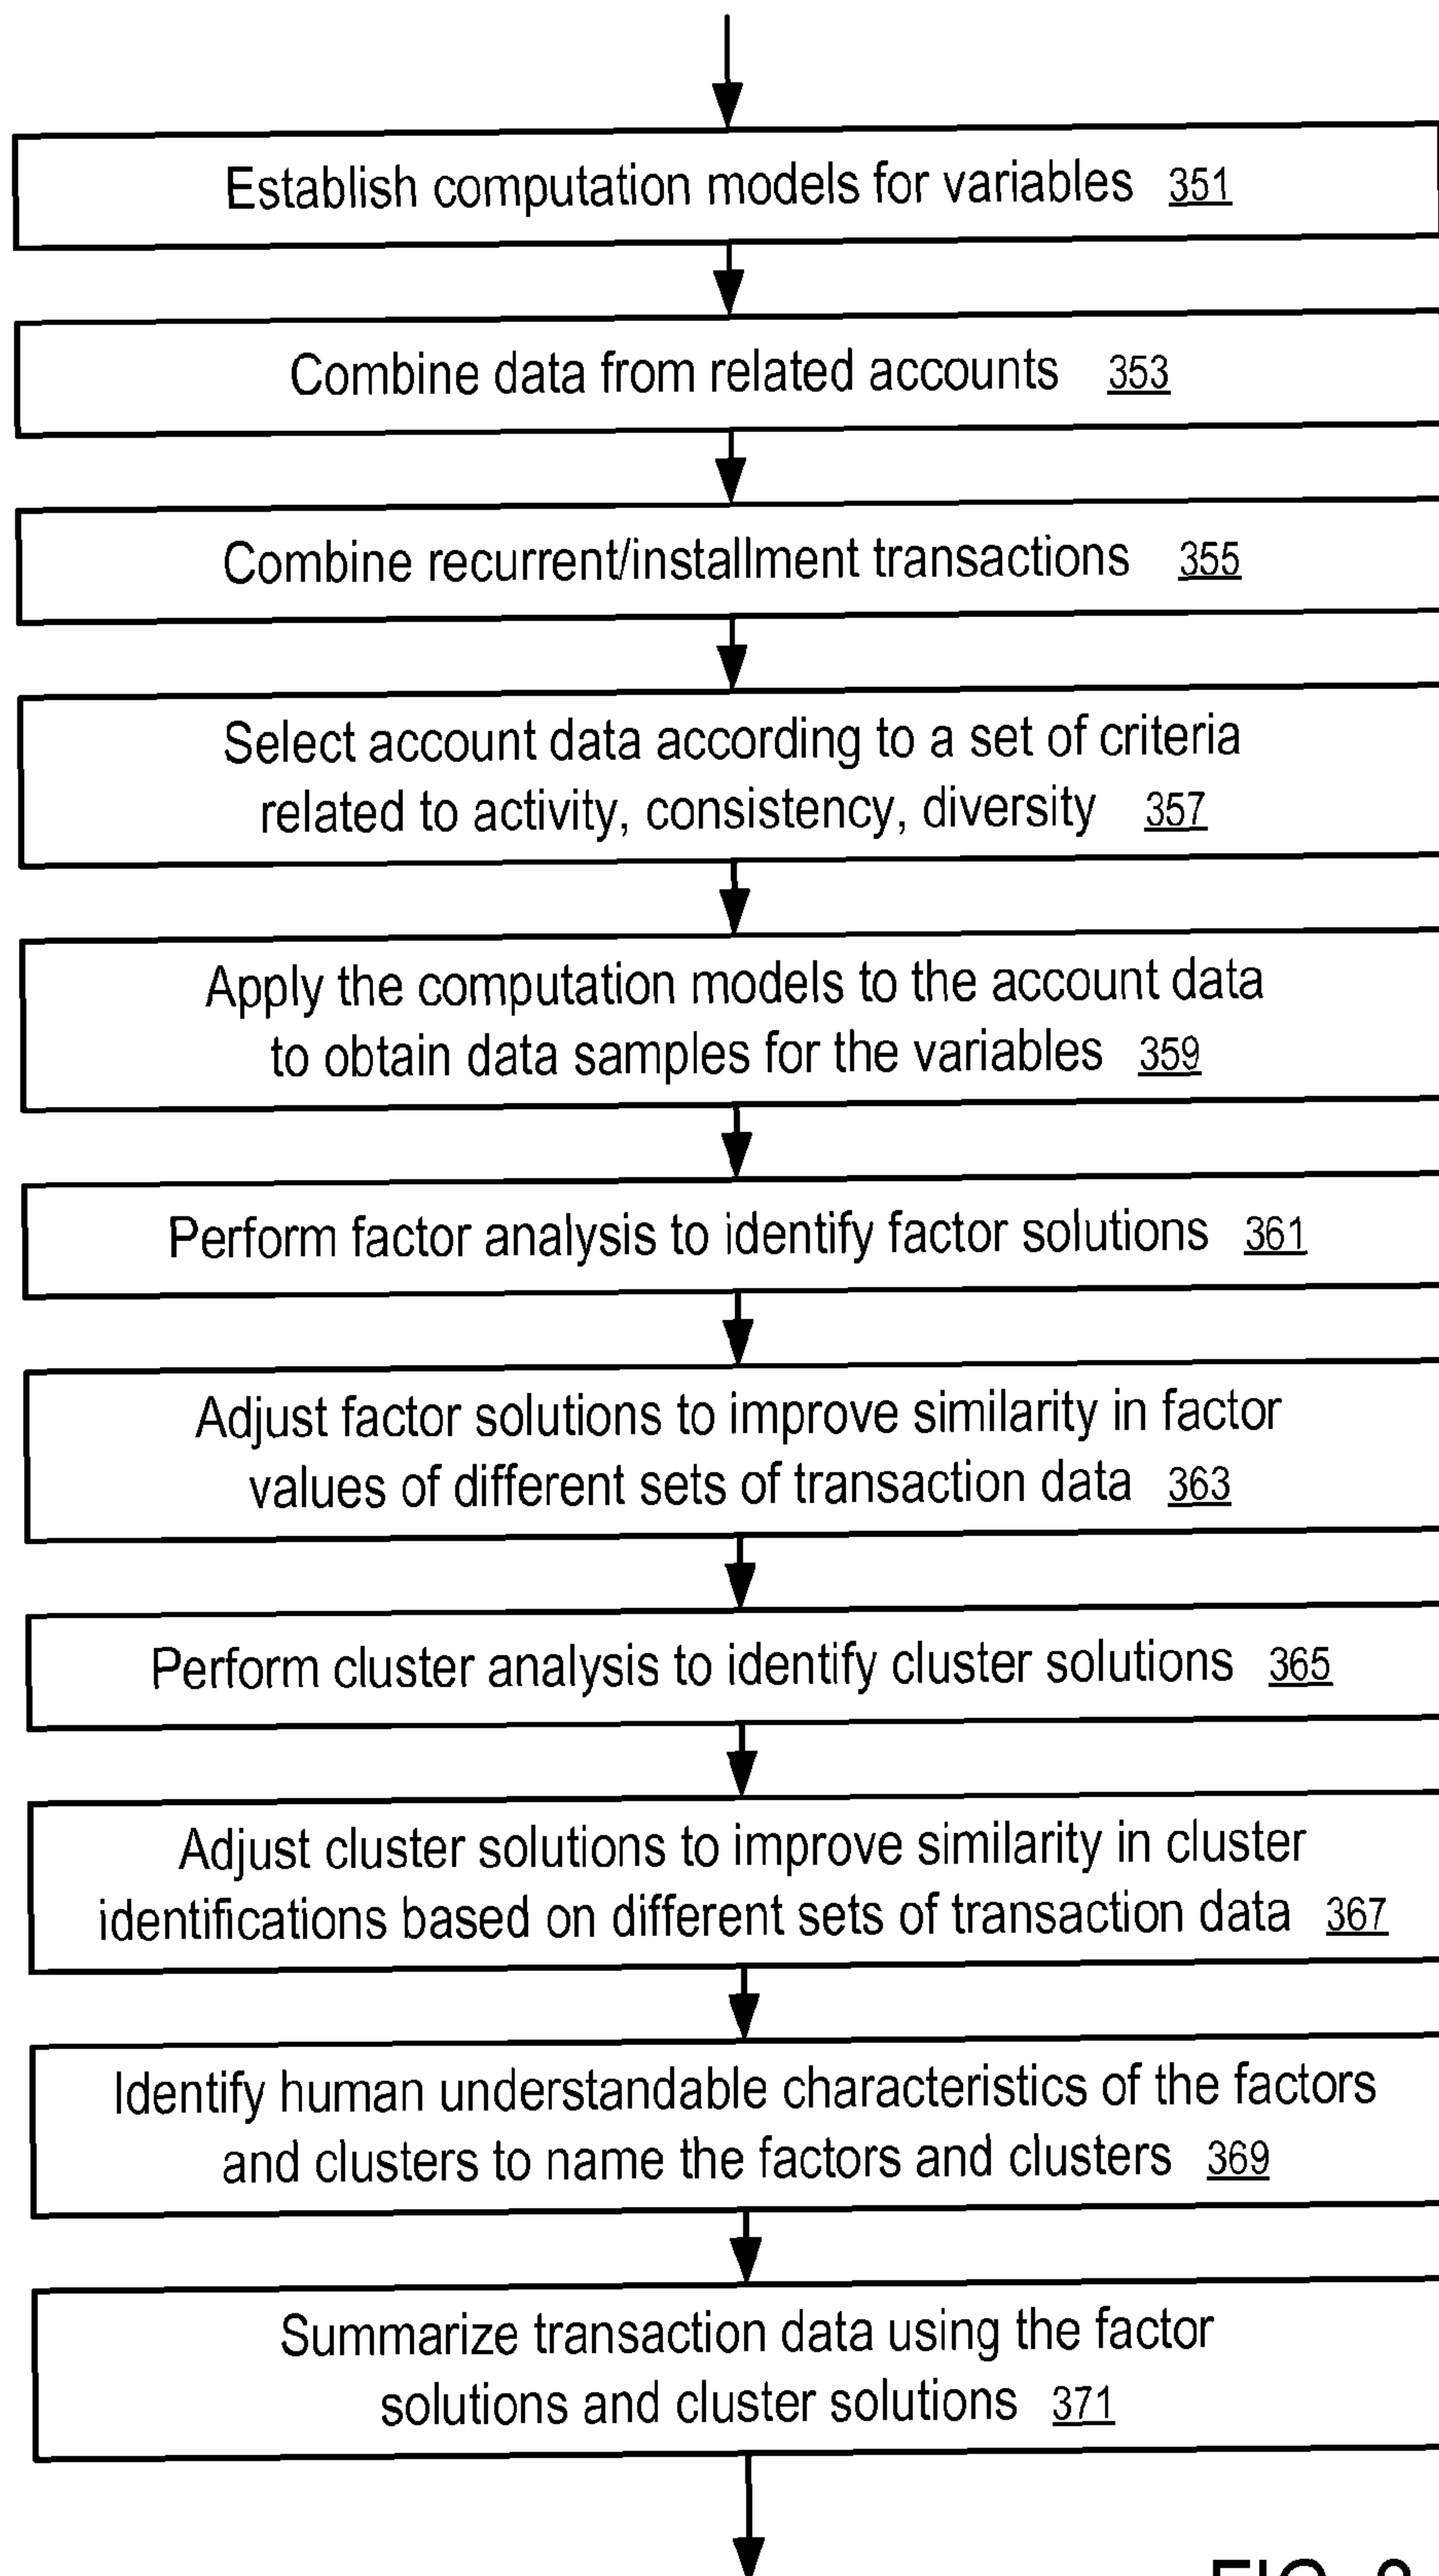 Establish computation models for variables 351
Combine data from related accounts 353
Combine recurrent/installment transactions 355
Select account data according to a set of criteria
related to activity, consistency, diversity 357
Apply the computation models to the account data
to obtain data samples for the variables 359
Perform factor analysis to identify factor solutions 361
Adjust factor solutions to improve similarity in factor
values of different sets of transaction data 363
Perform cluster analysis to identify cluster solutions 365
Adjust cluster solutions to improve similarity in cluster
identifications based on different sets of transaction data 367
Identify human understandable characteristics of the factors
and clusters to name the factors and clusters 369
Summarize transaction data using the factor
solutions and cluster solutions 371
FIG.